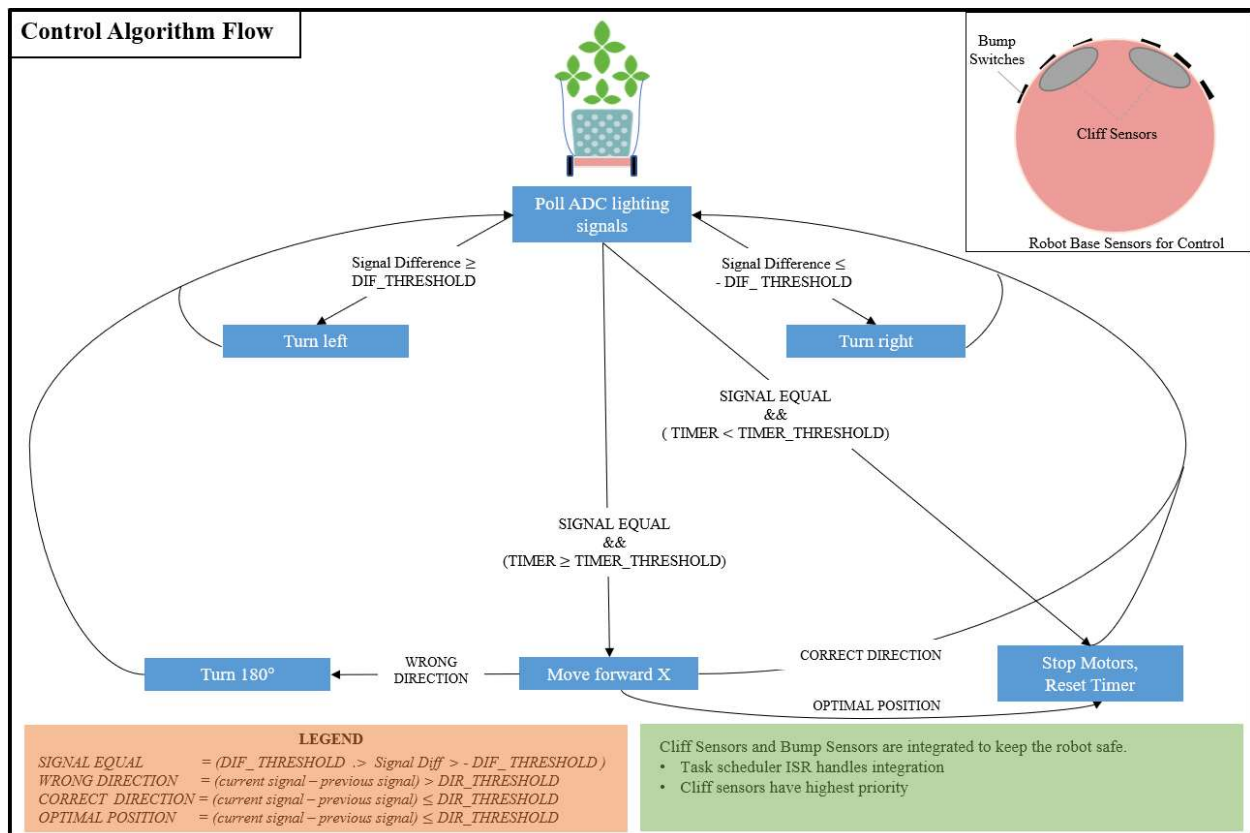 Control Algorithm Flow
Bump
Switches
Cliff Sensors
Robot Base Sensors for Control
Poll ADC lighting
signals
Signal Difference ≥
DIF_THRESHOLD
Signal Difference ≤
- DIF_ THRESHOLD
Turn left
Turn right
SIGNAL EQUAL
&&
( TIMER < TIMER_THRESHOLD)
SIGNAL EQUAL
&&
(TIMER ≥ TIMER_THRESHOLD)
Turn 180°
WRONG
DIRECTION
Move forward X
CORRECT DIRECTION
OPTIMAL POSITION
Stop Motors,
Reset Timer
LEGEND
SIGNAL EQUAL = (DIF_ THRESHOLD .> Signal Diff > - DIF_ THRESHOLD )
WRONG DIRECTION = (current signal – previous signal) > DIR_THRESHOLD
CORRECT DIRECTION = (current signal – previous signal) ≤ DIR_THRESHOLD
OPTIMAL POSITION = (current signal – previous signal) ≤ DIR_THRESHOLD
Cliff Sensors and Bump Sensors are integrated to keep the robot safe.
• Task scheduler ISR handles integration
• Cliff sensors have highest priority